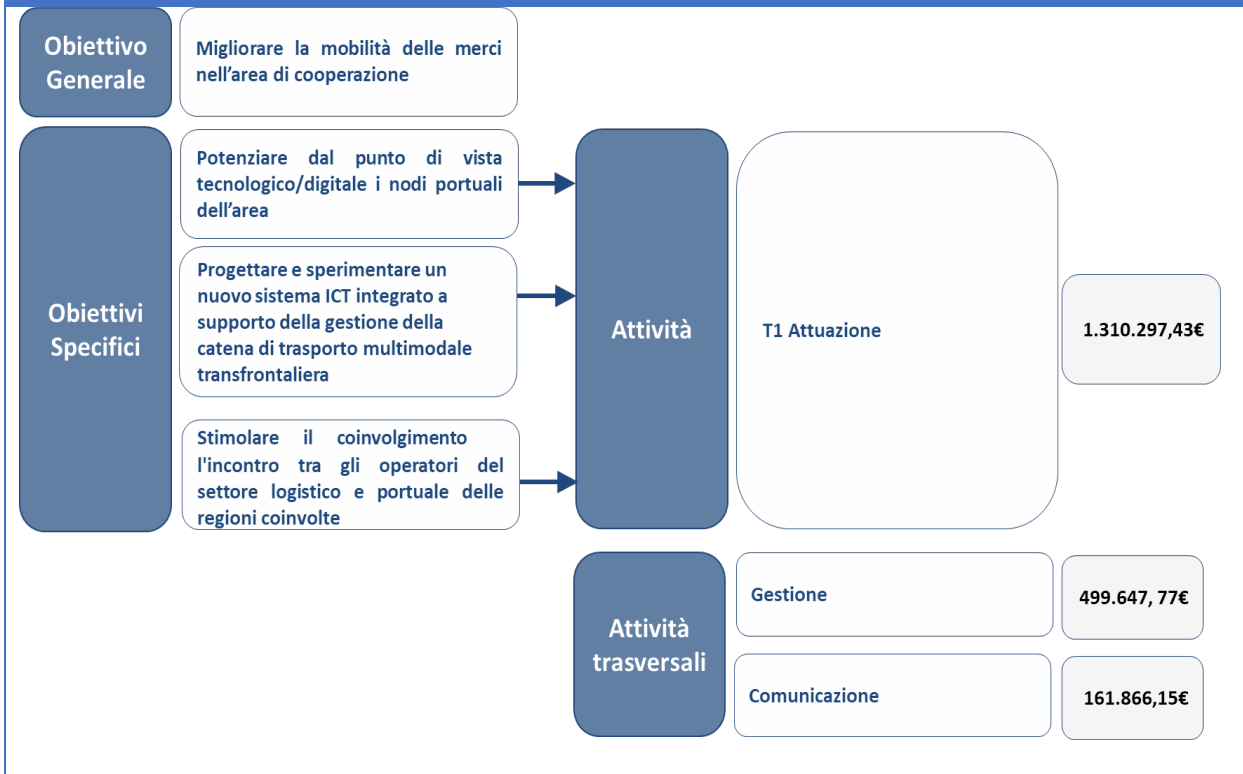 Obiettivo
Generale
Migliorare la mobilità delle merci
nell'area di cooperazione
Obiettivi
Specifici
Potenziare dal punto di vista
tecnologico/digitale i nodi portuali
dell'area
Progettare e sperimentare un
nuovo sistema ICT integrato a
supporto della gestione della
catena di trasporto multimodale
transfrontaliera
Stimolare il coinvolgimento
l'incontro tra gli operatori del
settore logistico e portuale delle
regioni coinvolte
Attività
T1 Attuazione
1.310.297,43€
Attività
trasversali
Gestione
499.647, 77€
Comunicazione
161.866,15€